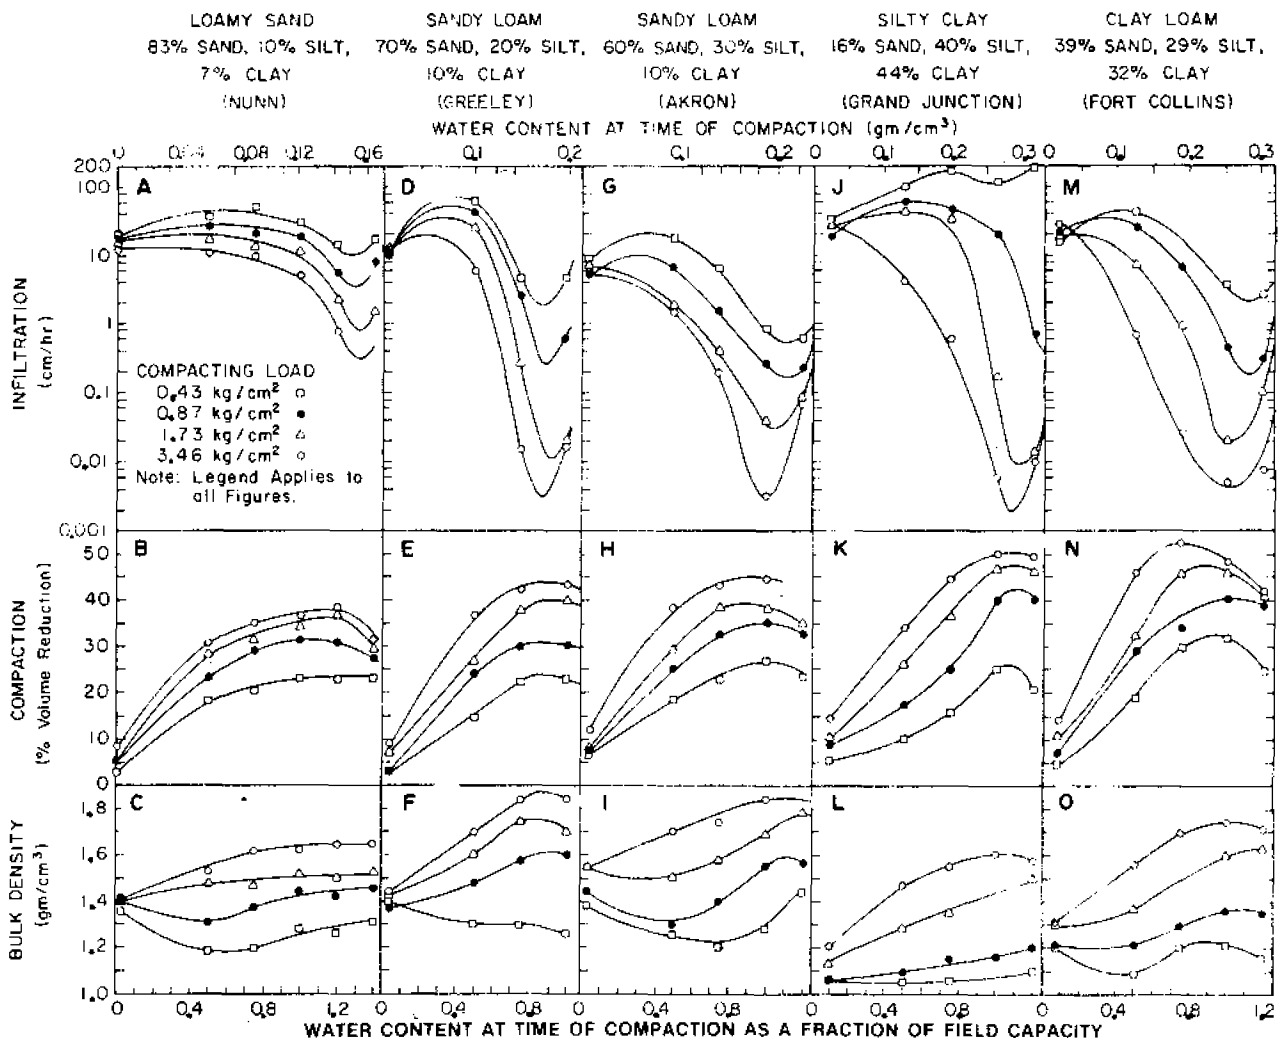 LOAMY SAND
83% SAND, 10% SILT,
7% CLAY
(NUNN)
SANDY LOAM
70% SAND, 20% SILT,
10% CLAY
(GREELEY)
SANDY LOAM
60% SAND, 30% SILT,
10% CLAY
(AKRON)
SILTY CLAY
16% SAND, 40% SILT,
44% CLAY
(GRAND JUNCTION)
CLAY LOAM
39% SAND, 29% SILT,
32% CLAY
(FORT COLLINS)
WATER CONTENT AT TIME OF COMPACTION (gm/cm³)
0 0.08 0.12 0.16 0 0.1 0.2 0.1 0.2 0 0.1 0.2 0.3 0 0.2 0.3
INFILTRATION
(cm/hr)
200
100
10
1
0.1
0.01
0.001
A D G J M
COMPACTING LOAD
0.43 kg/cm²
0.87 kg/cm²
1.73 kg/cm²
3.46 kg/cm²
Note: Legend Applies to
all Figures.
COMPACTION
(% Volume Reduction)
50
40
30
20
10
0
B E H K N
BULK DENSITY
(gm/cm³)
1.8
1.6
1.4
1.2
1.0
C F I L O
0 0.4 0.8 1.2 0 0.4 0.8 0 0.4 0.8 0 0.4 0.8 0 0.4 0.8 1.2
WATER CONTENT AT TIME OF COMPACTION AS A FRACTION OF FIELD CAPACITY